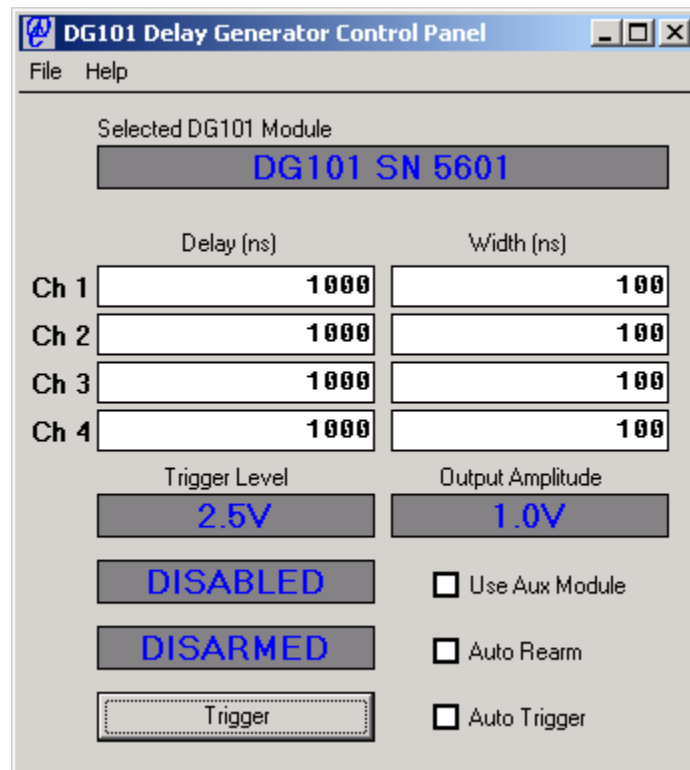 DG101 Delay Generator Control Panel
File Help
Selected DG101 Module
DG101 SN 5601
Delay (ns) Width (ns)
Ch 1 1000 100
Ch 2 1000 100
Ch 3 1000 100
Ch 4 1000 100
Trigger Level Output Amplitude
2.5V 1.0V
DISABLED Use Aux Module
DISARMED Auto Rearm
Trigger Auto Trigger